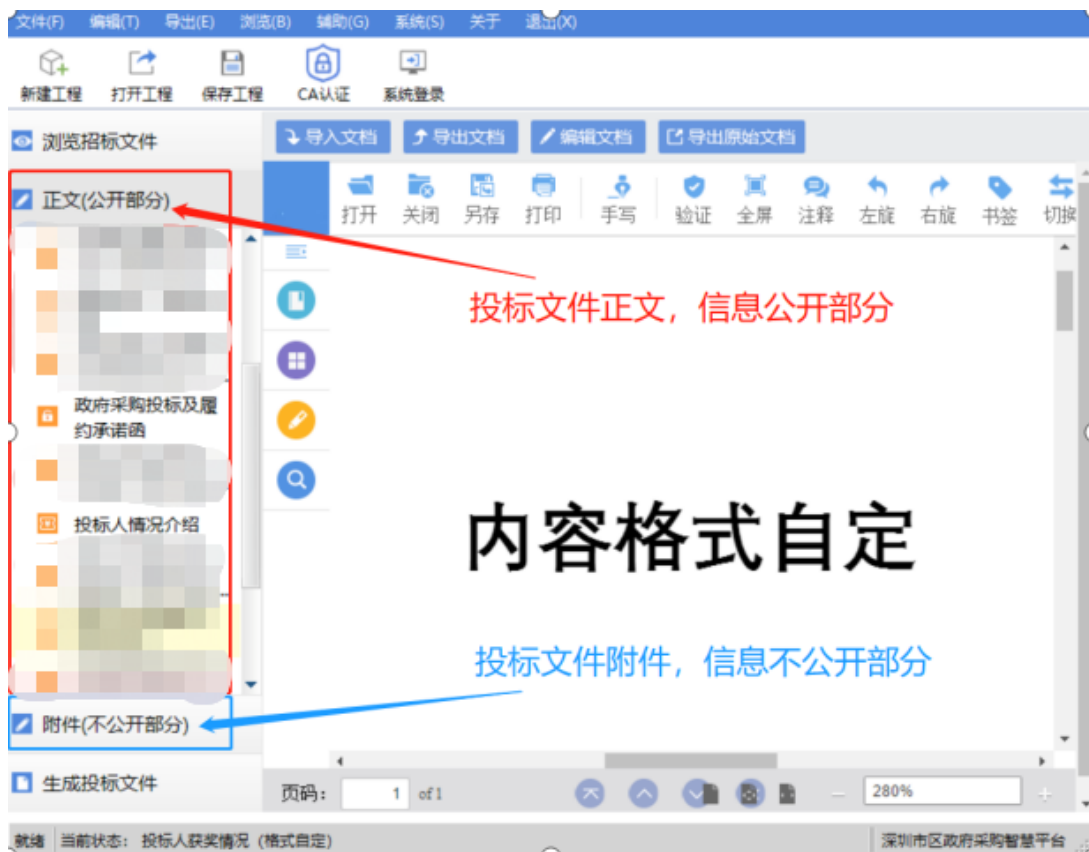 文件(F) 编辑(T) 导出(E) 浏览(B) 辅助(G) 系统(S) 关于 退出(X)
新建工程 打开工程 保存工程 CA认证 系统登录
浏览招标文件
导入文档 导出文档 编辑文档 导出原始文档
正文(公开部分)
打开 关闭 另存 打印 手写 验证 全屏 注释 左旋 右旋 书签 切换
投标文件正文，信息公开部分
政府采购投标及履
约承诺函
投标人情况介绍
内容格式自定
投标文件附件，信息不公开部分
附件(不公开部分)
生成投标文件
页码: 1 of 1 280%
就绪 当前状态: 投标人获奖情况 (格式自定) 深圳市区政府采购智慧平台